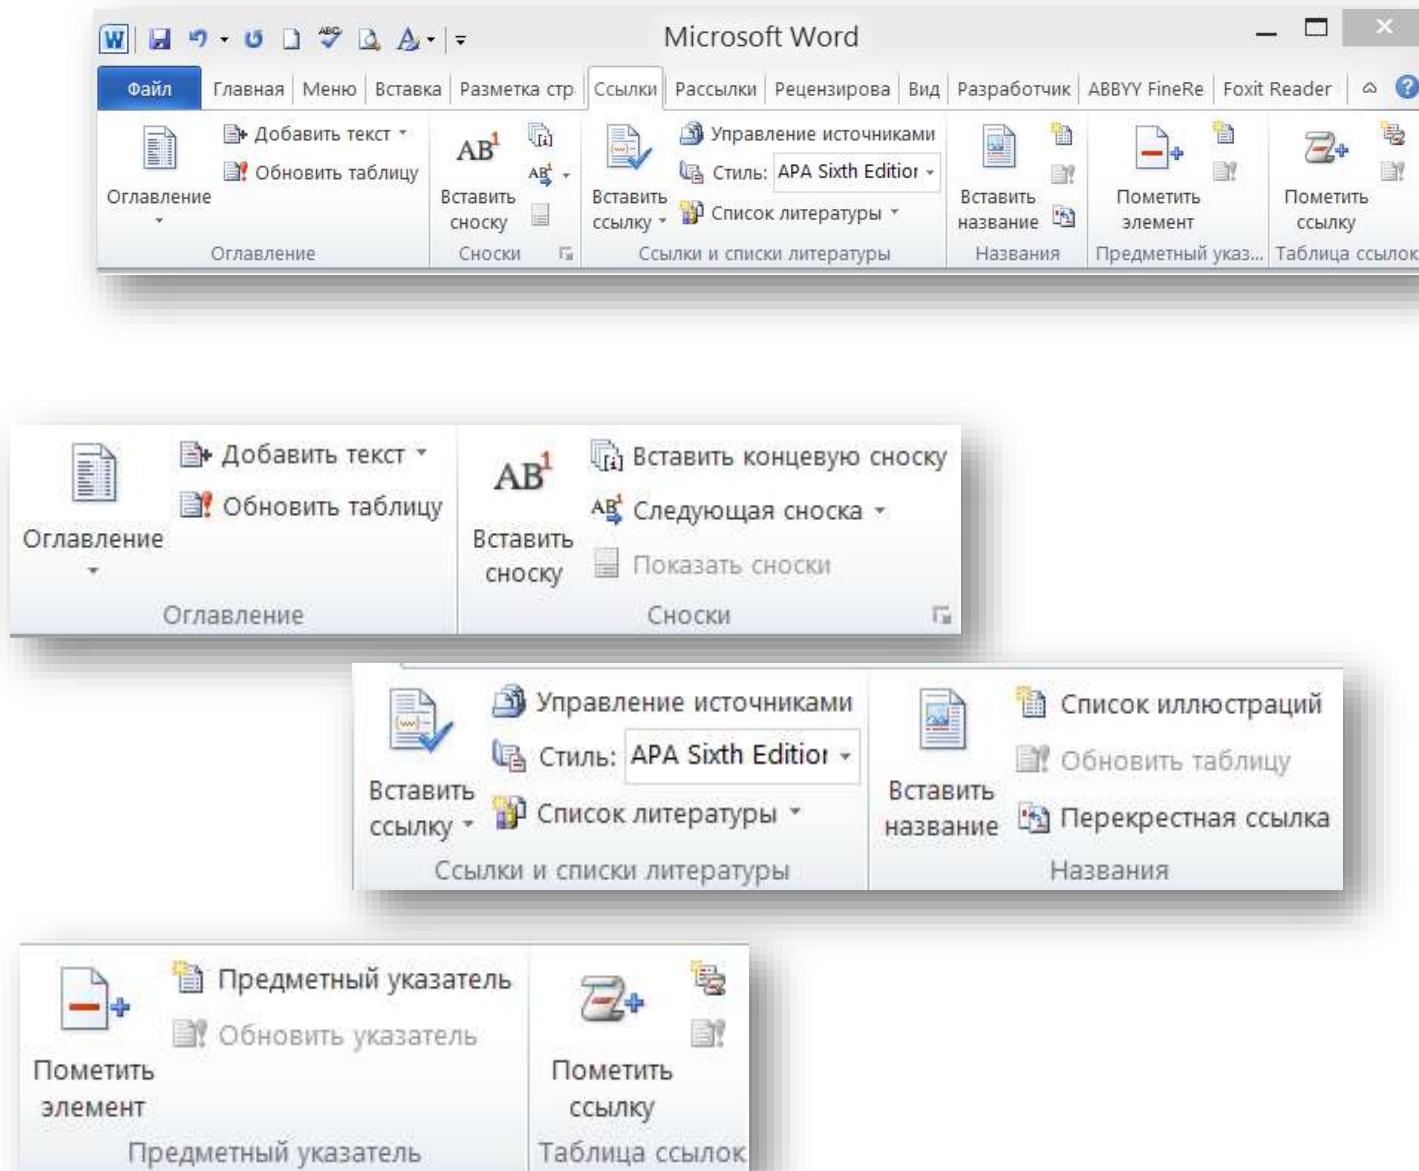 Microsoft Word
Файл Главная Меню Вставка Разметка стр Ссылки Рассылки Рецензирова Вид Разработчик ABBYY FineRe Foxit Reader
Оглавление
Добавить текст
Обновить таблицу
Оглавление
AB1
Вставить
сноску
Сноски
Вставить
ссылку
Управление источниками
Стиль: APA Sixth Edition
Список литературы
Ссылки и списки литературы
Вставить
название
Названия
Пометить
элемент
Предметный указ...
Пометить
ссылку
Таблица ссылок
Оглавление
Добавить текст
Обновить таблицу
Оглавление
AB1
Вставить
сноску
Вставить концевую сноску
Следующая сноска
Показать сноски
Сноски
Вставить
ссылку
Управление источниками
Стиль: APA Sixth Edition
Список литературы
Ссылки и списки литературы
Вставить
название
Список иллюстраций
Обновить таблицу
Перекрестная ссылка
Названия
Пометить
элемент
Предметный указатель
Обновить указатель
Предметный указатель
Пометить
ссылку
Таблица ссылок